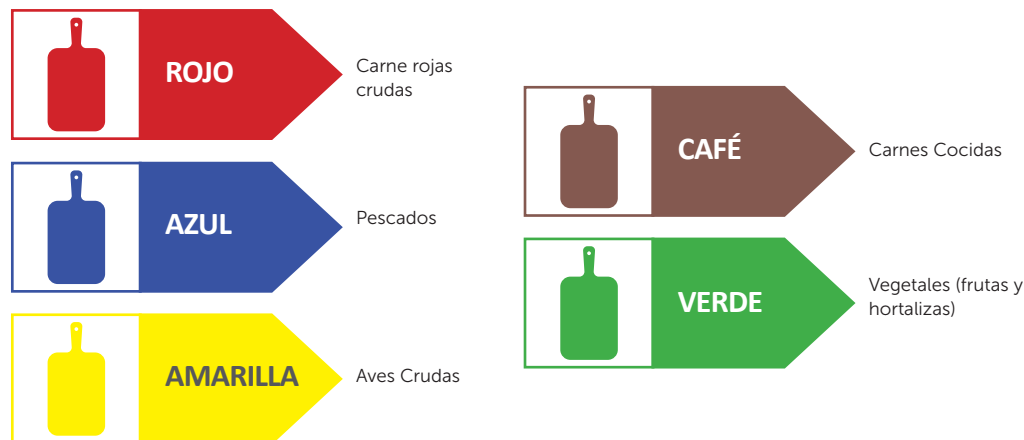 ROJO
Carne rojas
crudas
AZUL
Pescados
AMARILLA
Aves Crudas
CAFÉ
Carnes Cocidas
VERDE
Vegetales (frutas y
hortalizas)